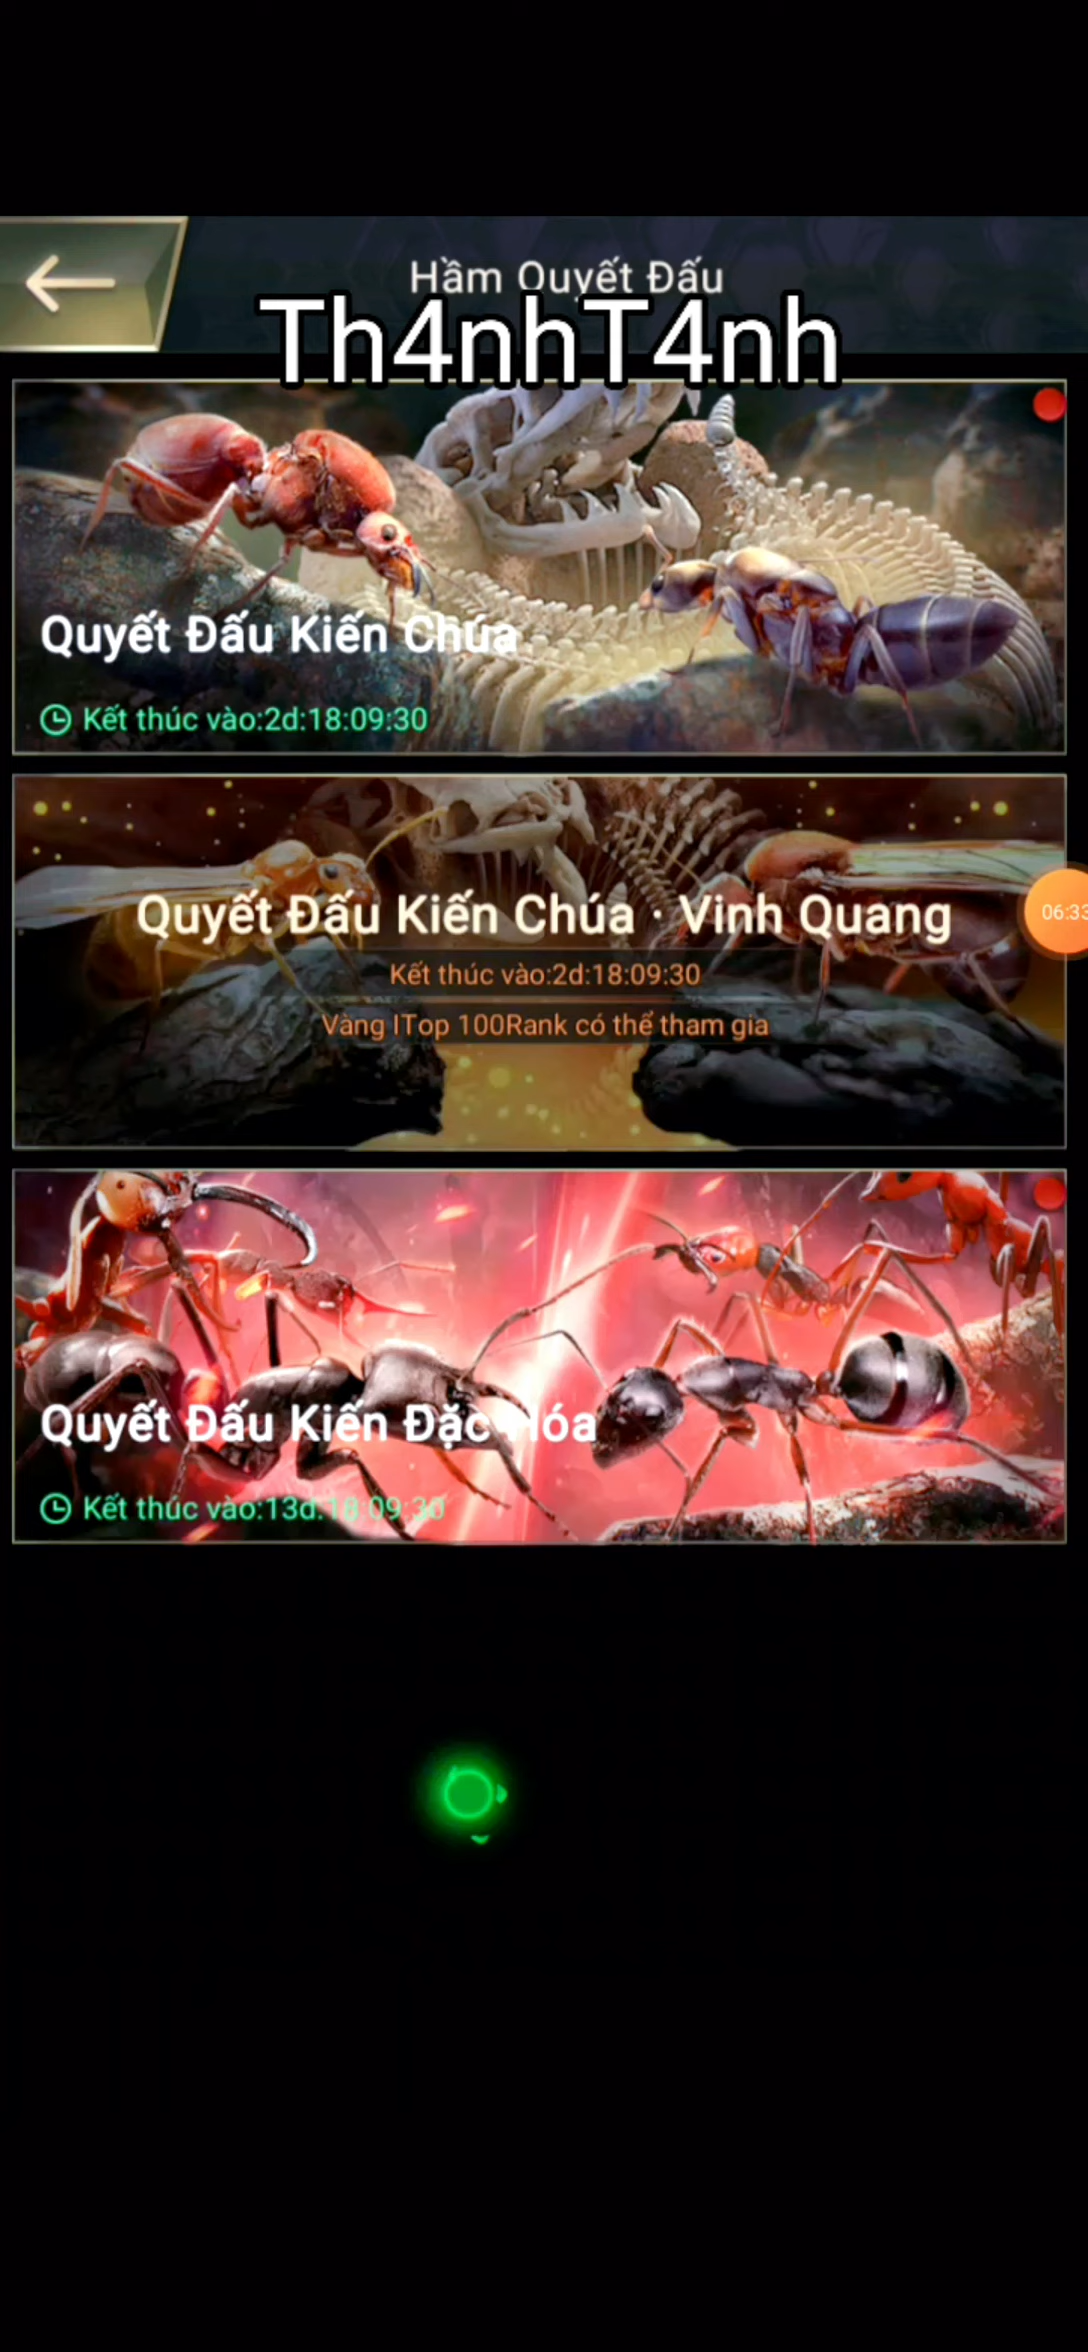 Hầm Quyết Đấu
Th4nhT4nh
Quyết Đấu Kiến Chúa
Kết thúc vào:2d:18:09:30
Quyết Đấu Kiến Chúa · Vinh Quang
Kết thúc vào:2d:18:09:30
Vàng ITop 100Rank có thể tham gia
06:33
Quyết Đấu Kiến Đặc Hóa
Kết thúc vào:13d:18:09:30